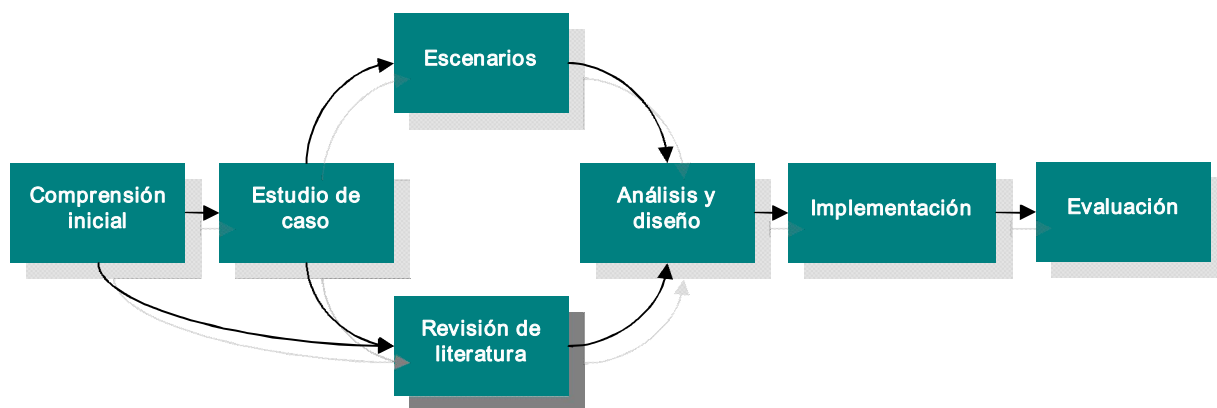 Escenarios
Comprensión
inicial
Estudio de
caso
Análisis y
diseño
Implementación
Evaluación
Revisión de
literatura